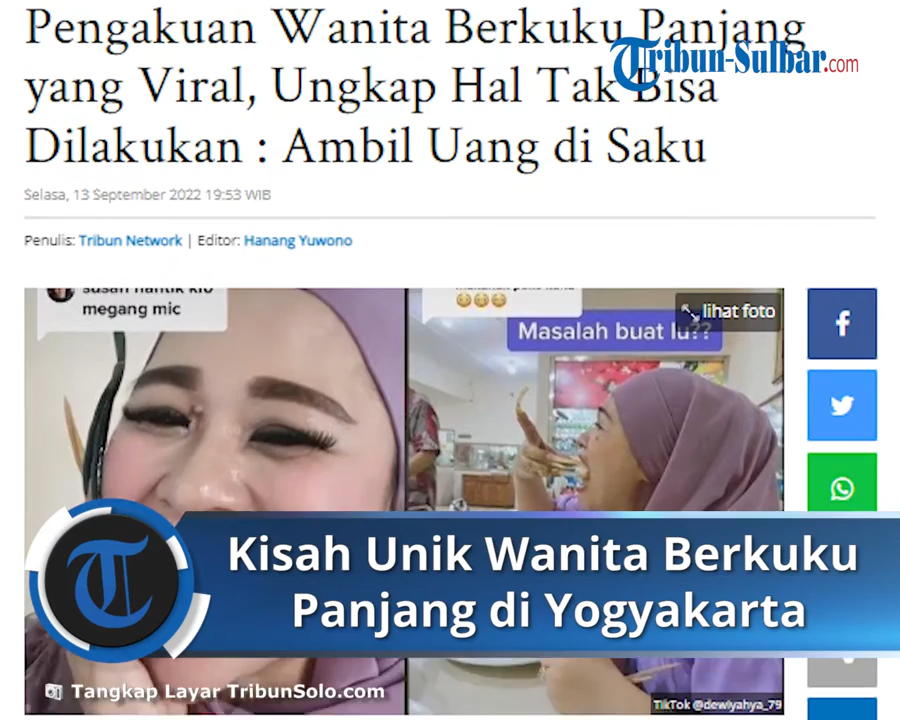 Pengakuan Wanita Berkuku Panjang
yang Viral, Ungkap Hal Tak Bisa
Dilakukan : Ambil Uang di Saku
Tribun-Sulbar.com
Selasa, 13 September 2022 19:53 WIB
Penulis: Tribun Network | Editor: Hanang Yuwono
megang mic
lihat foto
Masalah buat lu??
Kisah Unik Wanita Berkuku
Panjang di Yogyakarta
Tangkap Layar TribunSolo.com
TikTok @dewiyahya_79